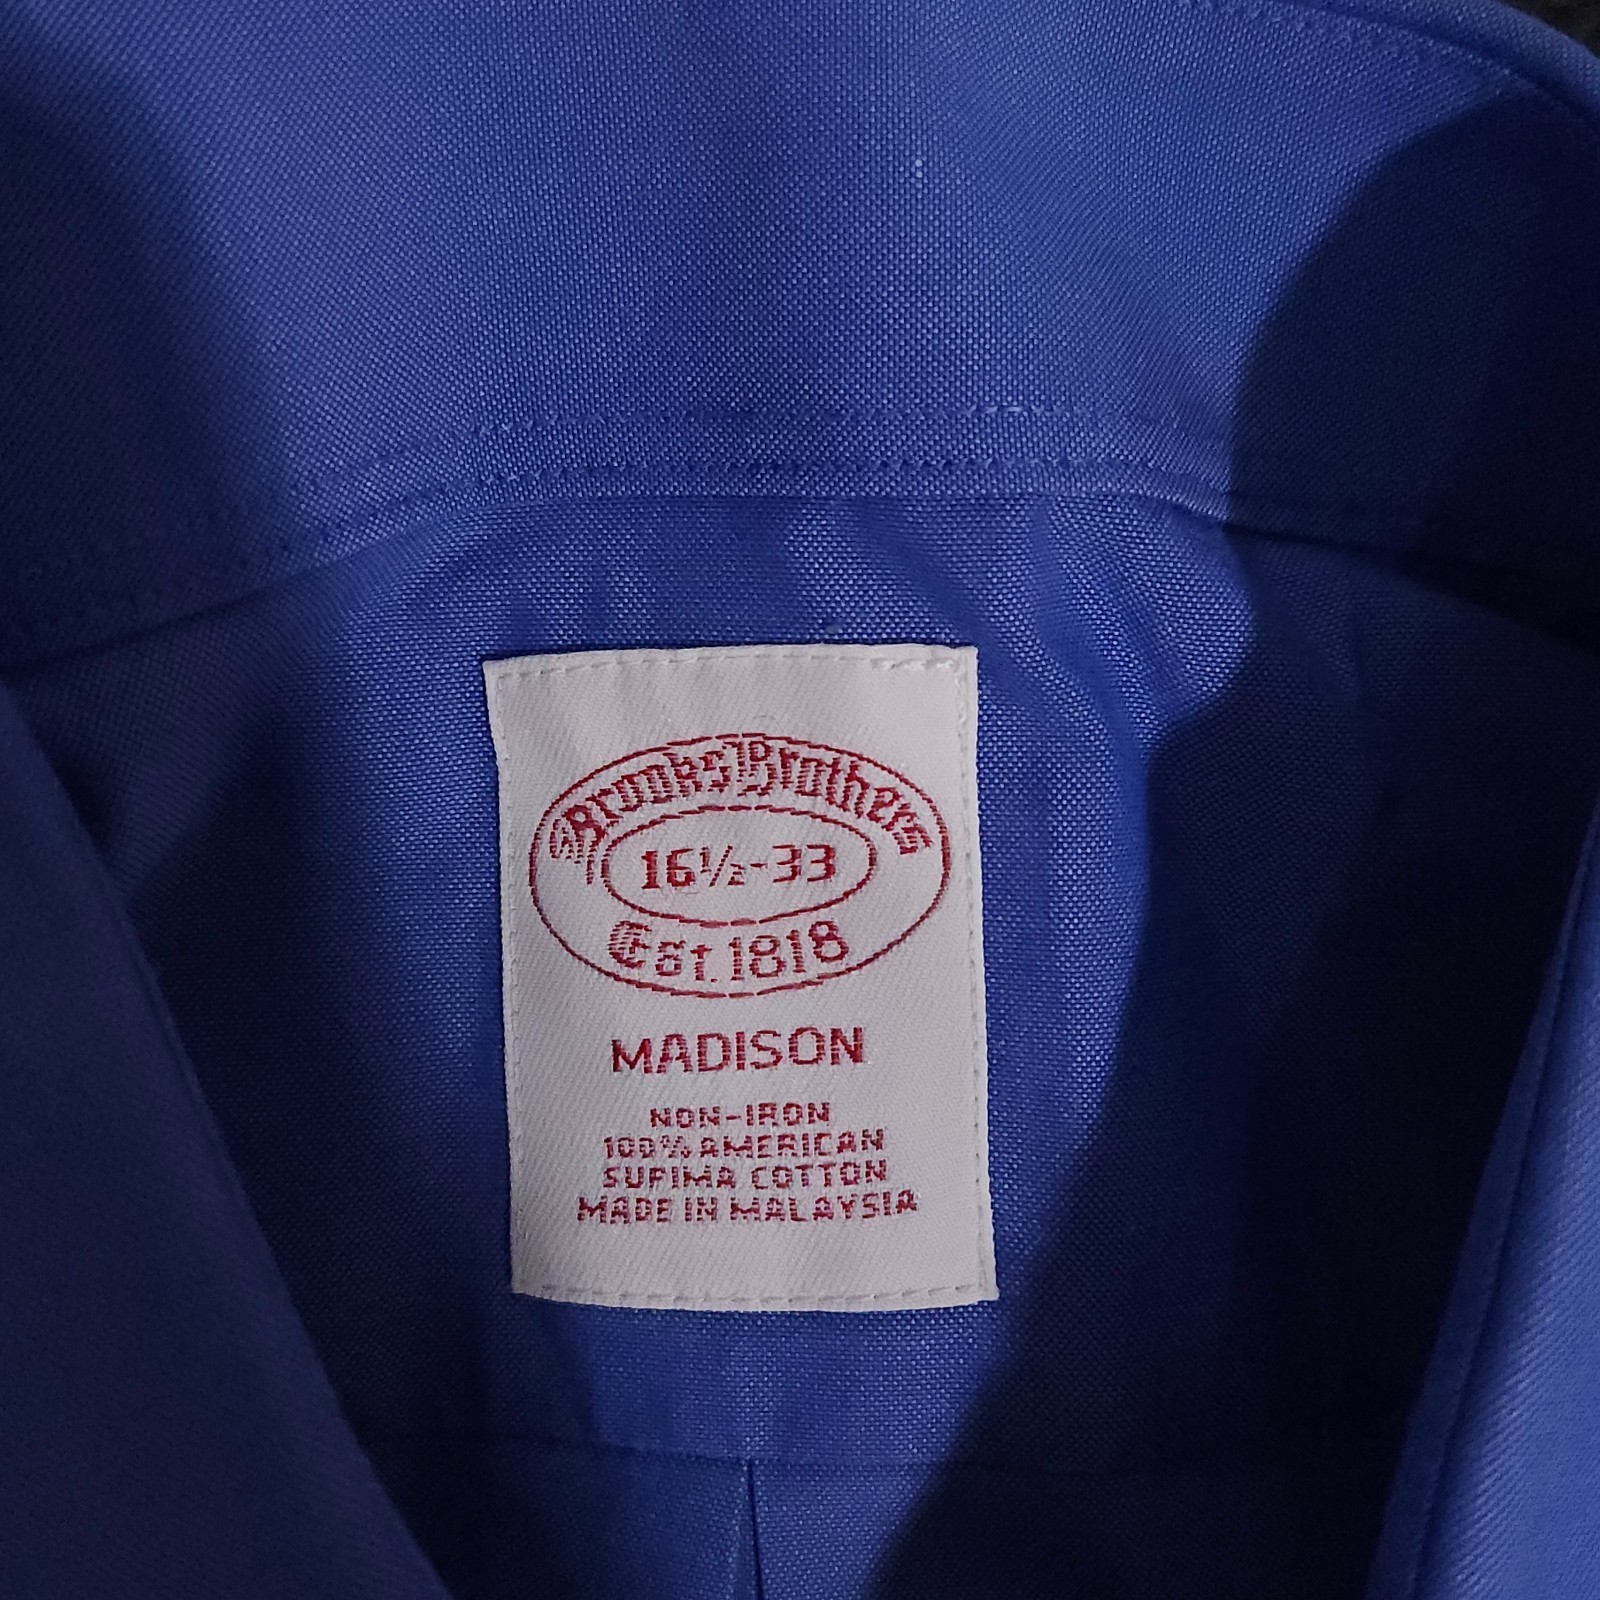 Brooks Brothers
16½-33
Est. 1818
MADISON
NON-IRON
100% AMERICAN
SUPIMA COTTON
MADE IN MALAYSIA